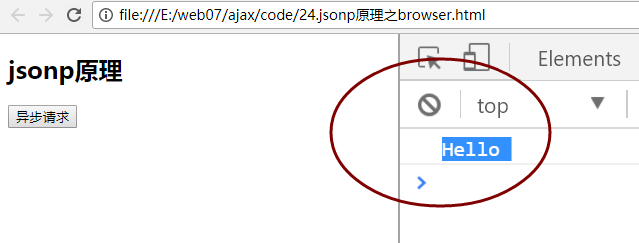 file:///E:/web07/ajax/code/24.jsonp原理之browser.html
jsonp原理
异步请求
Elements
top
Hello